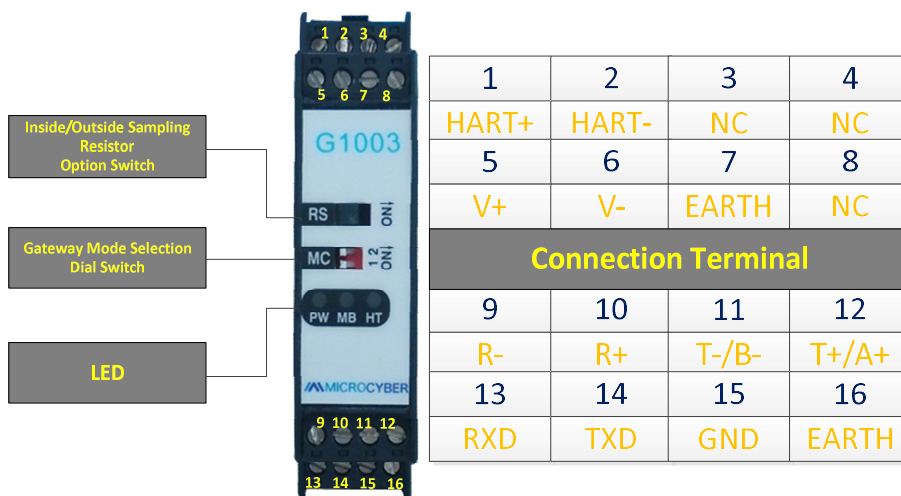 Inside/Outside Sampling
Resistor
Option Switch
Gateway Mode Selection
Dial Switch
LED
1 2 3 4
5 6 7 8
G1003
RS
ON↓
MC
1 2
ON↓
PW MB HT
MICROCYBER
9 10 11 12
13 14 15 16
1 2 3 4
HART+ HART- NC NC
5 6 7 8
V+ V- EARTH NC
Connection Terminal
9 10 11 12
R- R+ T-/B- T+/A+
13 14 15 16
RXD TXD GND EARTH